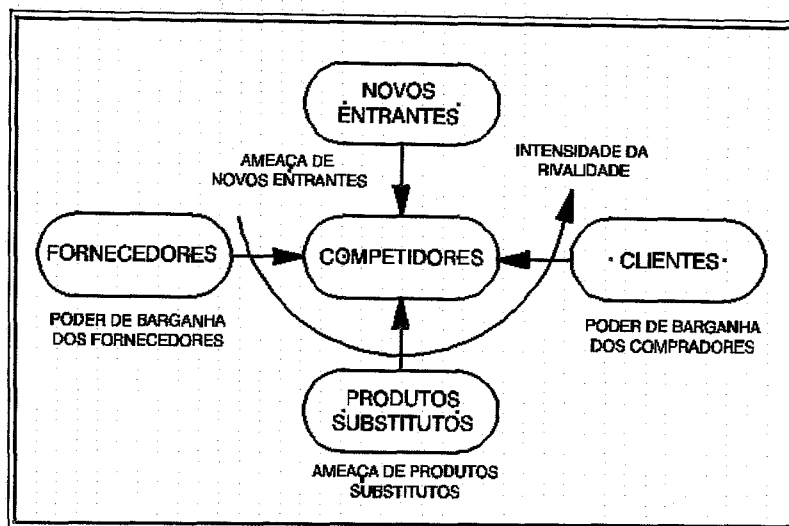 NOVOS
ENTRANTES
AMEAÇA DE
NOVOS ENTRANTES
INTENSIDADE DA
RIVALIDADE
FORNECEDORES
COMPETIDORES
CLIENTES
PODER DE BARGANHA
DOS FORNECEDORES
PODER DE BARGANHA
DOS COMPRADORES
PRODUTOS
SUBSTITUTOS
AMEAÇA DE PRODUTOS
SUBSTITUTOS